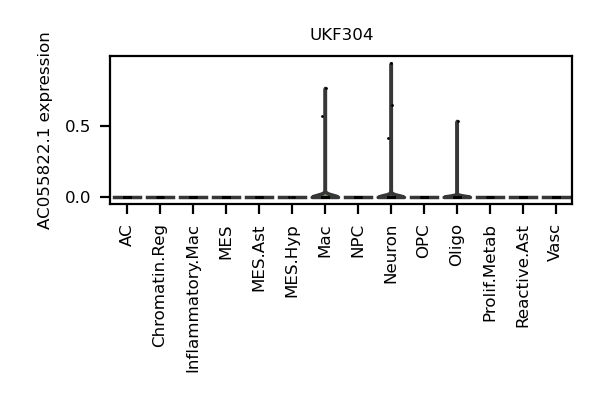 UKF304
AC055822.1 expression
0.5
0.0
AC
Chromatin.Reg
Inflammatory.Mac
MES
MES.Ast
MES.Hyp
Mac
NPC
Neuron
OPC
Oligo
Prolif.Metab
Reactive.Ast
Vasc